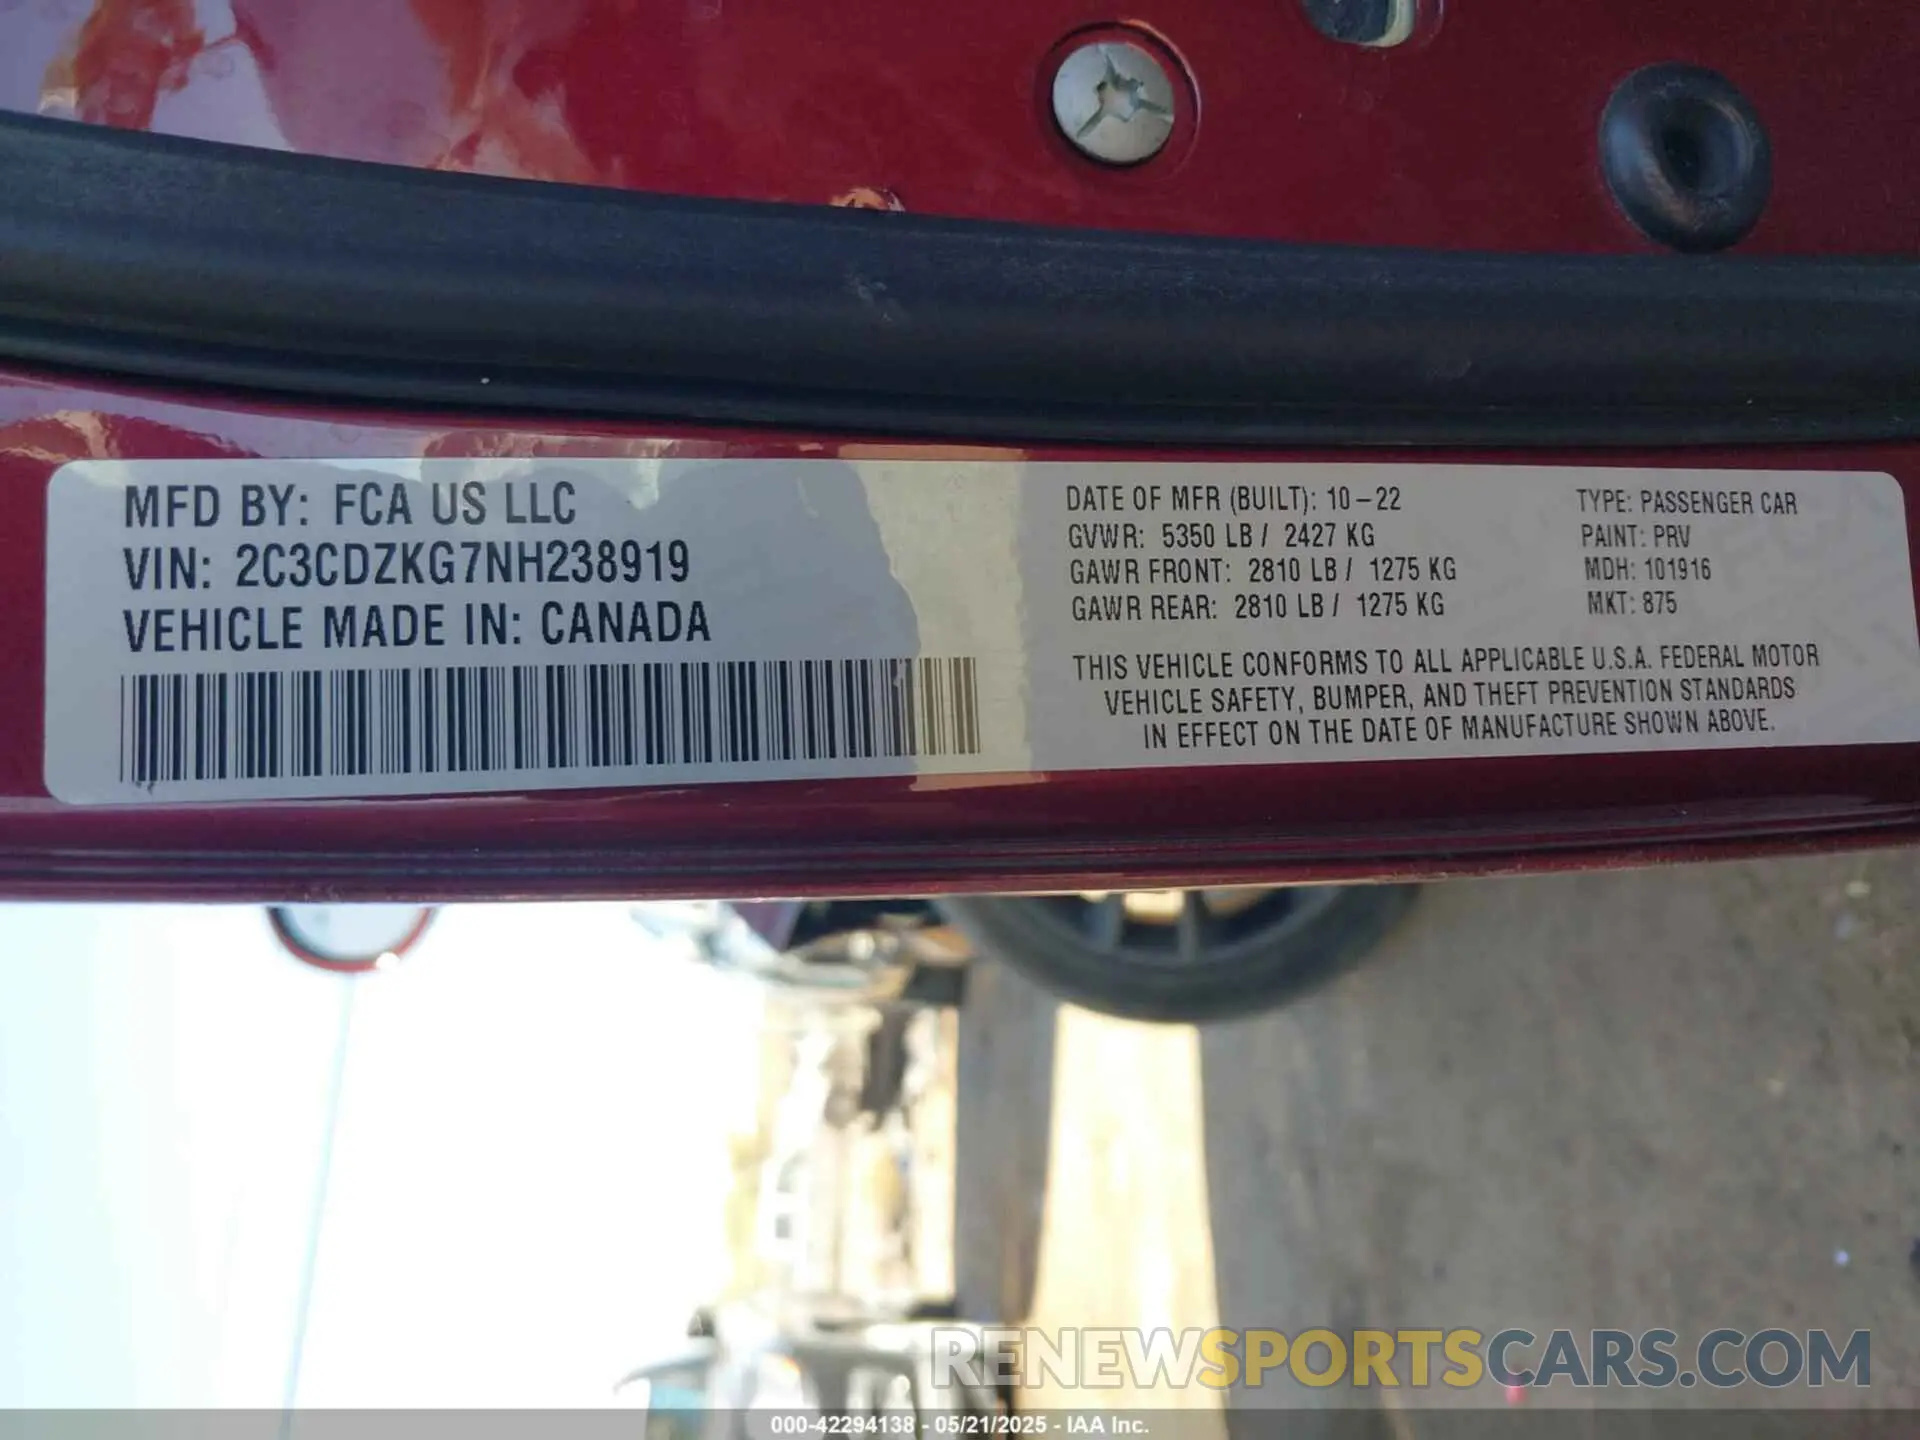 MFD BY: FCA US LLC
VIN: 2C3CDZKG7NH238919
VEHICLE MADE IN: CANADA
DATE OF MFR (BUILT): 10-22
GVWR: 5350 LB / 2427 KG
GAWR FRONT: 2810 LB / 1275 KG
GAWR REAR: 2810 LB / 1275 KG
TYPE: PASSENGER CAR
PAINT: PRV
MDH: 101916
MKT: 875
THIS VEHICLE CONFORMS TO ALL APPLICABLE U.S.A. FEDERAL MOTOR
VEHICLE SAFETY, BUMPER, AND THEFT PREVENTION STANDARDS
IN EFFECT ON THE DATE OF MANUFACTURE SHOWN ABOVE.
RENEWSPORTSCARS.COM
000-42294138 - 05/21/2025 - IAA Inc.